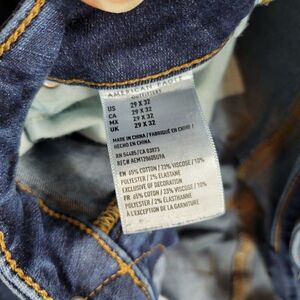 AMERICAN EAGLE
OUTFITTERS
US 29 X 32
CA 29 X 32
MX 29 X 32
UK 29 X 32
MADE IN CHINA / FABRIQUÉ EN CHINE /
HECHO EN CHINA
RN 54485/CA 03873
EN 65% COTTON / 23% VISCOSE / 10%
POLYESTER / 2% ELASTANE
EXCLUSIVE OF DECORATION
FR 65% COTON / 23% VISCOSE / 10%
POLYESTER / 2% ÉLASTHANNE
À L'EXCEPTION DE LA GARNITURE